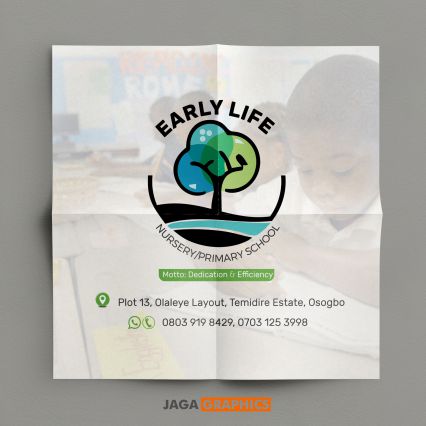 READING
EARLY LIFE
NURSERY/PRIMARY SCHOOL
Motto: Dedication & Efficiency
Plot 13, Olaleye Layout, Temidire Estate, Osogbo
0803 919 8429, 0703 125 3998
JAGA GRAPHICS